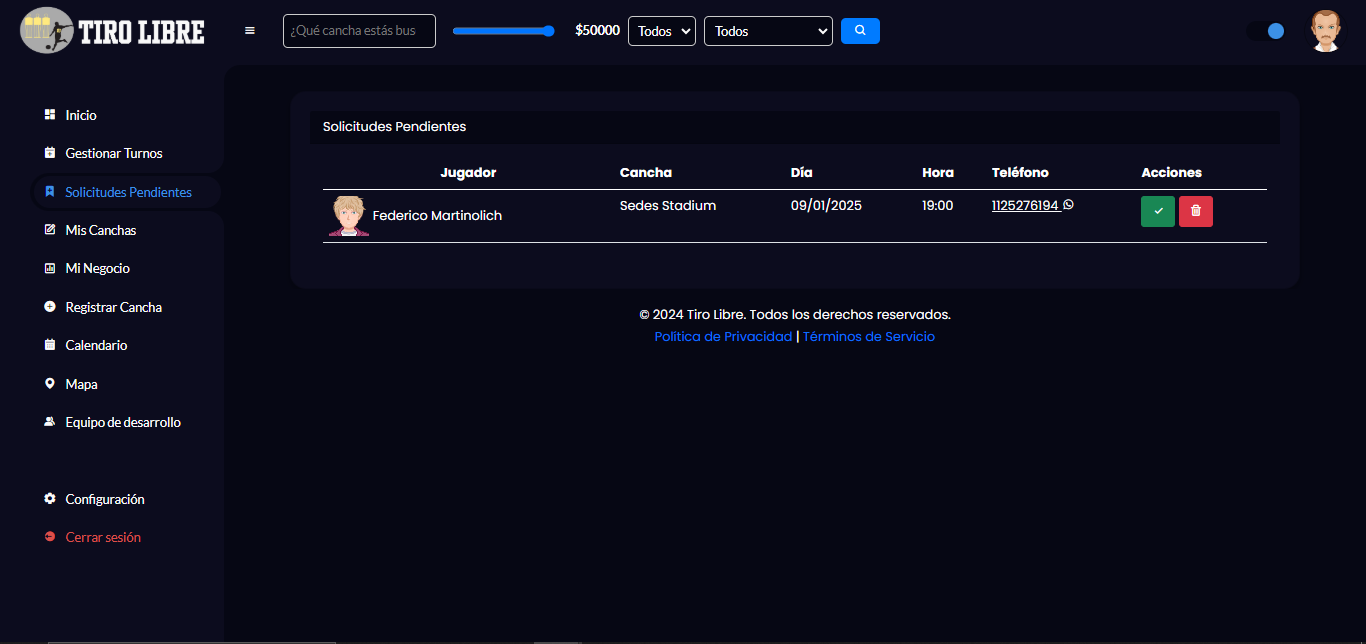 TIRO LIBRE
¿Qué cancha estás bus
$50000
Todos
Todos
Inicio
Gestionar Turnos
Solicitudes Pendientes
Mis Canchas
Mi Negocio
Registrar Cancha
Calendario
Mapa
Equipo de desarrollo
Configuración
Cerrar sesión
Solicitudes Pendientes
Jugador Cancha Día Hora Teléfono Acciones
Federico Martinolich Sedes Stadium 09/01/2025 19:00 1125276194
© 2024 Tiro Libre. Todos los derechos reservados.
Política de Privacidad | Términos de Servicio